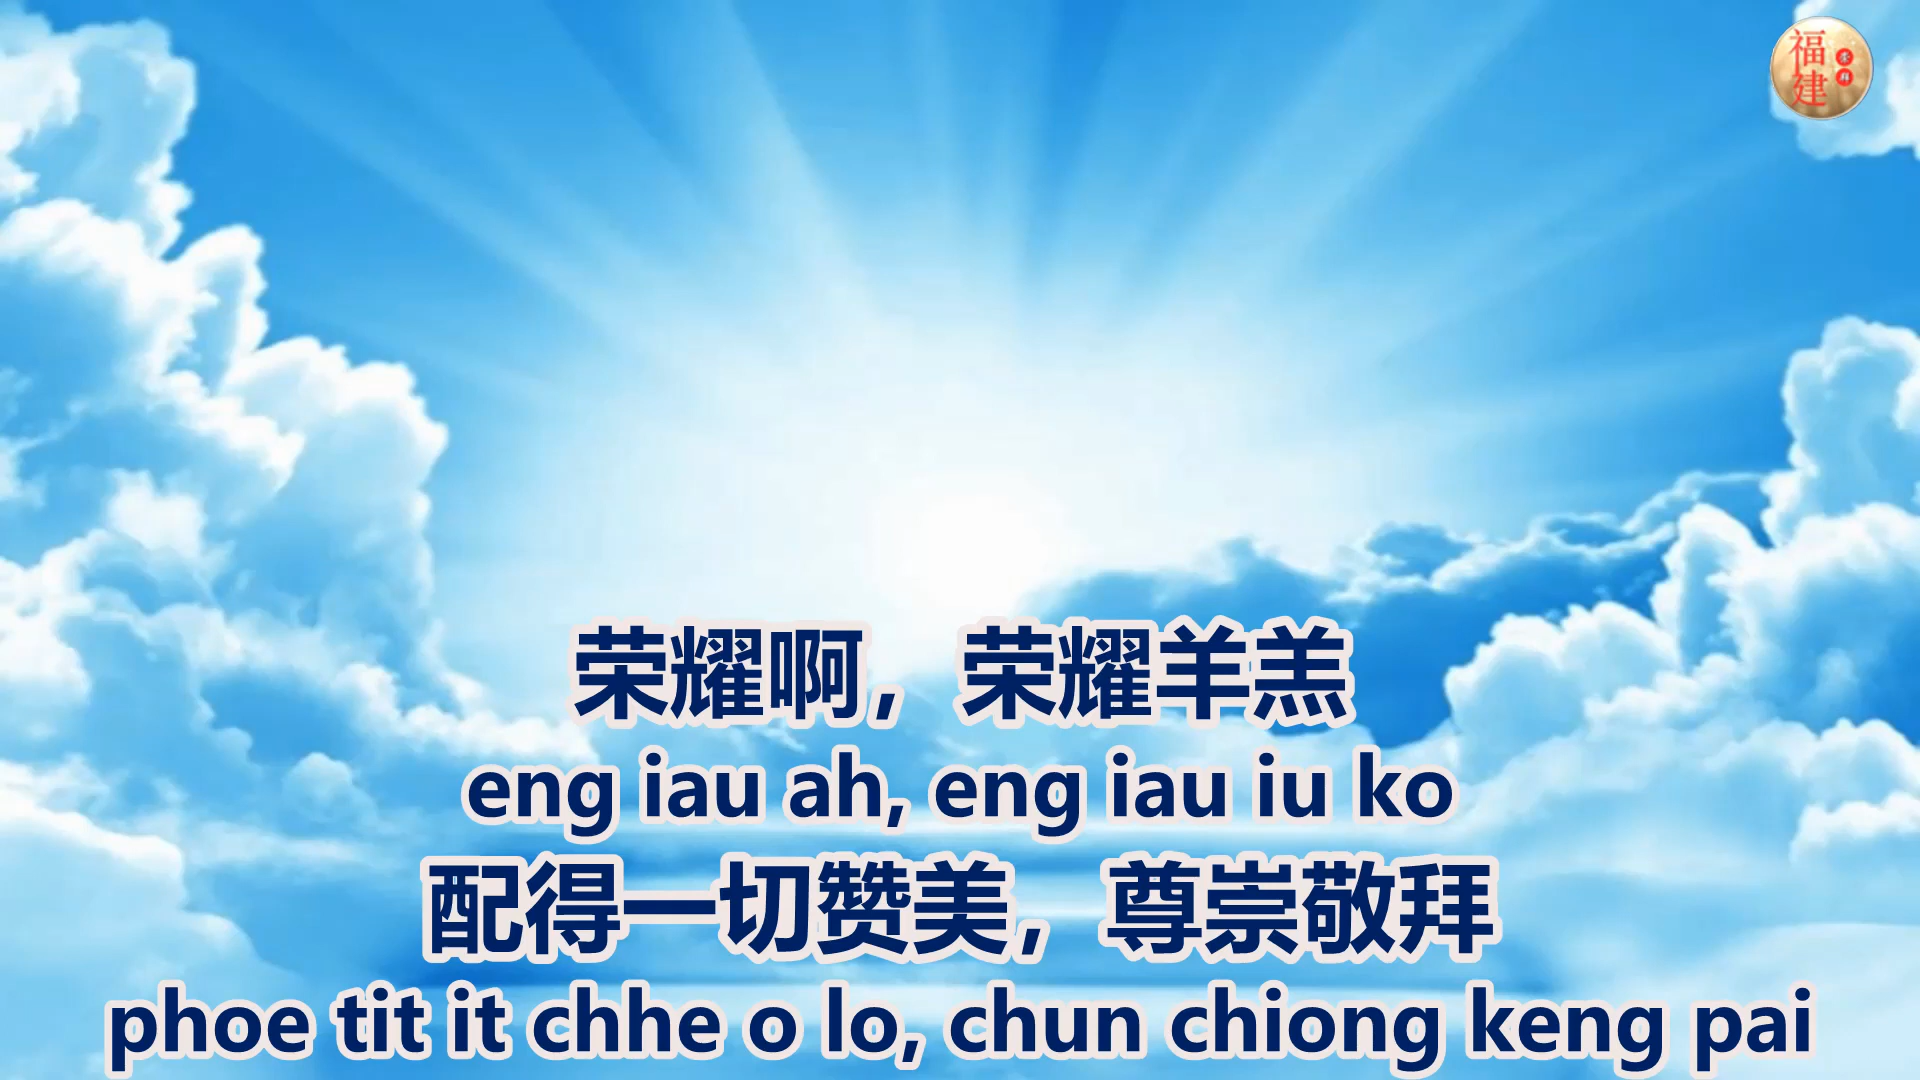 福建
荣耀啊，荣耀羊羔
eng iau ah, eng iau iu ko
配得一切赞美，尊崇敬拜
phoe tit it chhe o lo, chun chiong keng pai